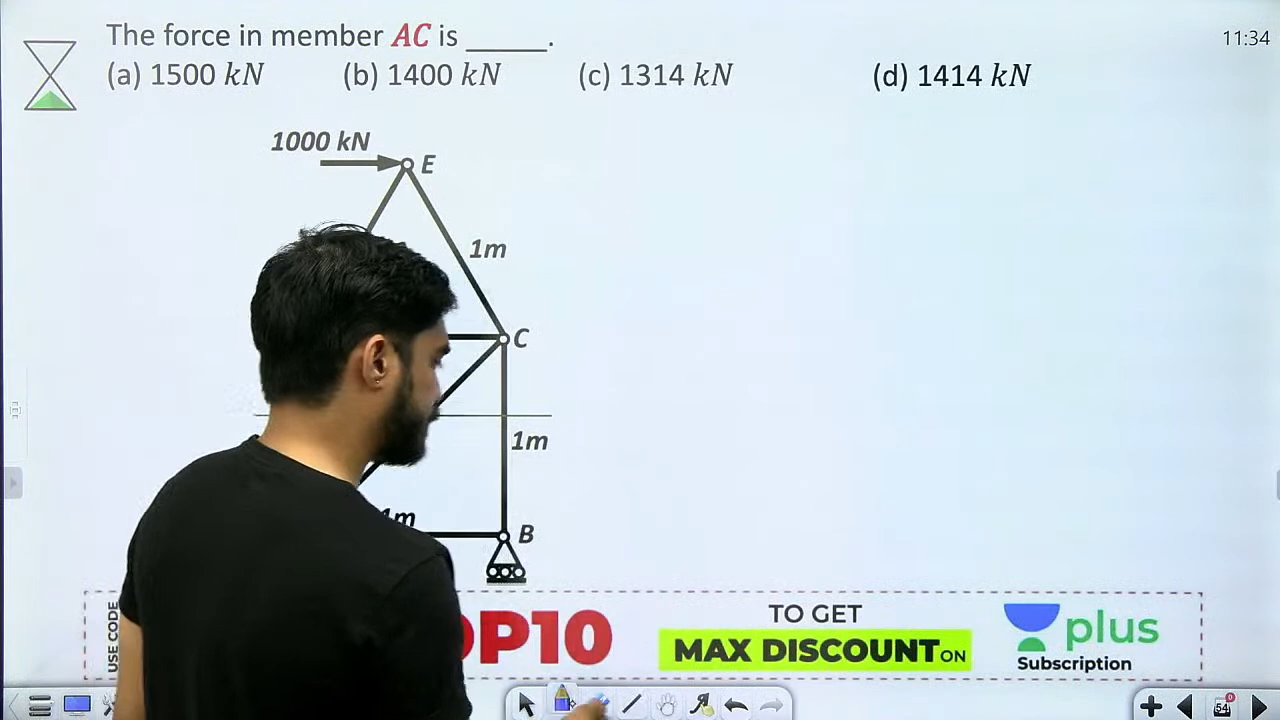 The force in member AC is ______.
11:34
(a) 1500 kN (b) 1400 kN (c) 1314 kN (d) 1414 kN
1000 kN
E
1m
C
1m
1m
B
USE CODE
P10
TO GET
MAX DISCOUNT ON
plus
Subscription
54